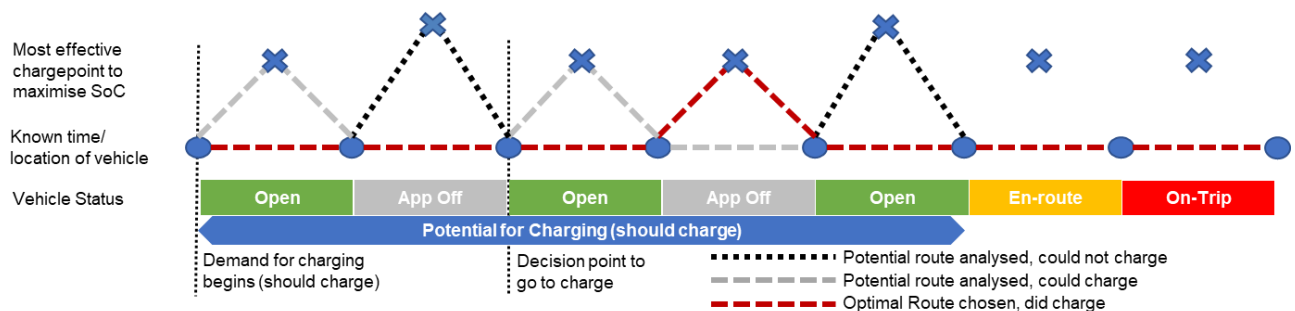 Most effective
chargepoint to
maximise SoC
Known time/
location of vehicle
Vehicle Status
Open
App Off
Open
App Off
Open
En-route
On-Trip
Potential for Charging (should charge)
Demand for charging
begins (should charge)
Decision point to
go to charge
Potential route analysed, could not charge
Potential route analysed, could charge
Optimal Route chosen, did charge